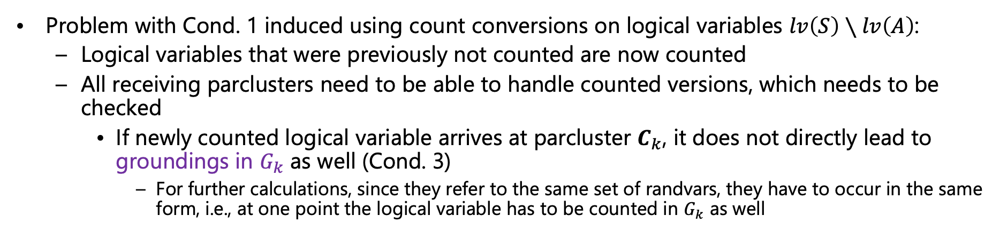 • Problem with Cond. 1 induced using count conversions on logical variables lv(S) \ lv(A):
– Logical variables that were previously not counted are now counted
– All receiving parclusters need to be able to handle counted versions, which needs to be
checked
• If newly counted logical variable arrives at parcluster C_k, it does not directly lead to
groundings in G_k as well (Cond. 3)
– For further calculations, since they refer to the same set of randvars, they have to occur in the same
form, i.e., at one point the logical variable has to be counted in G_k as well